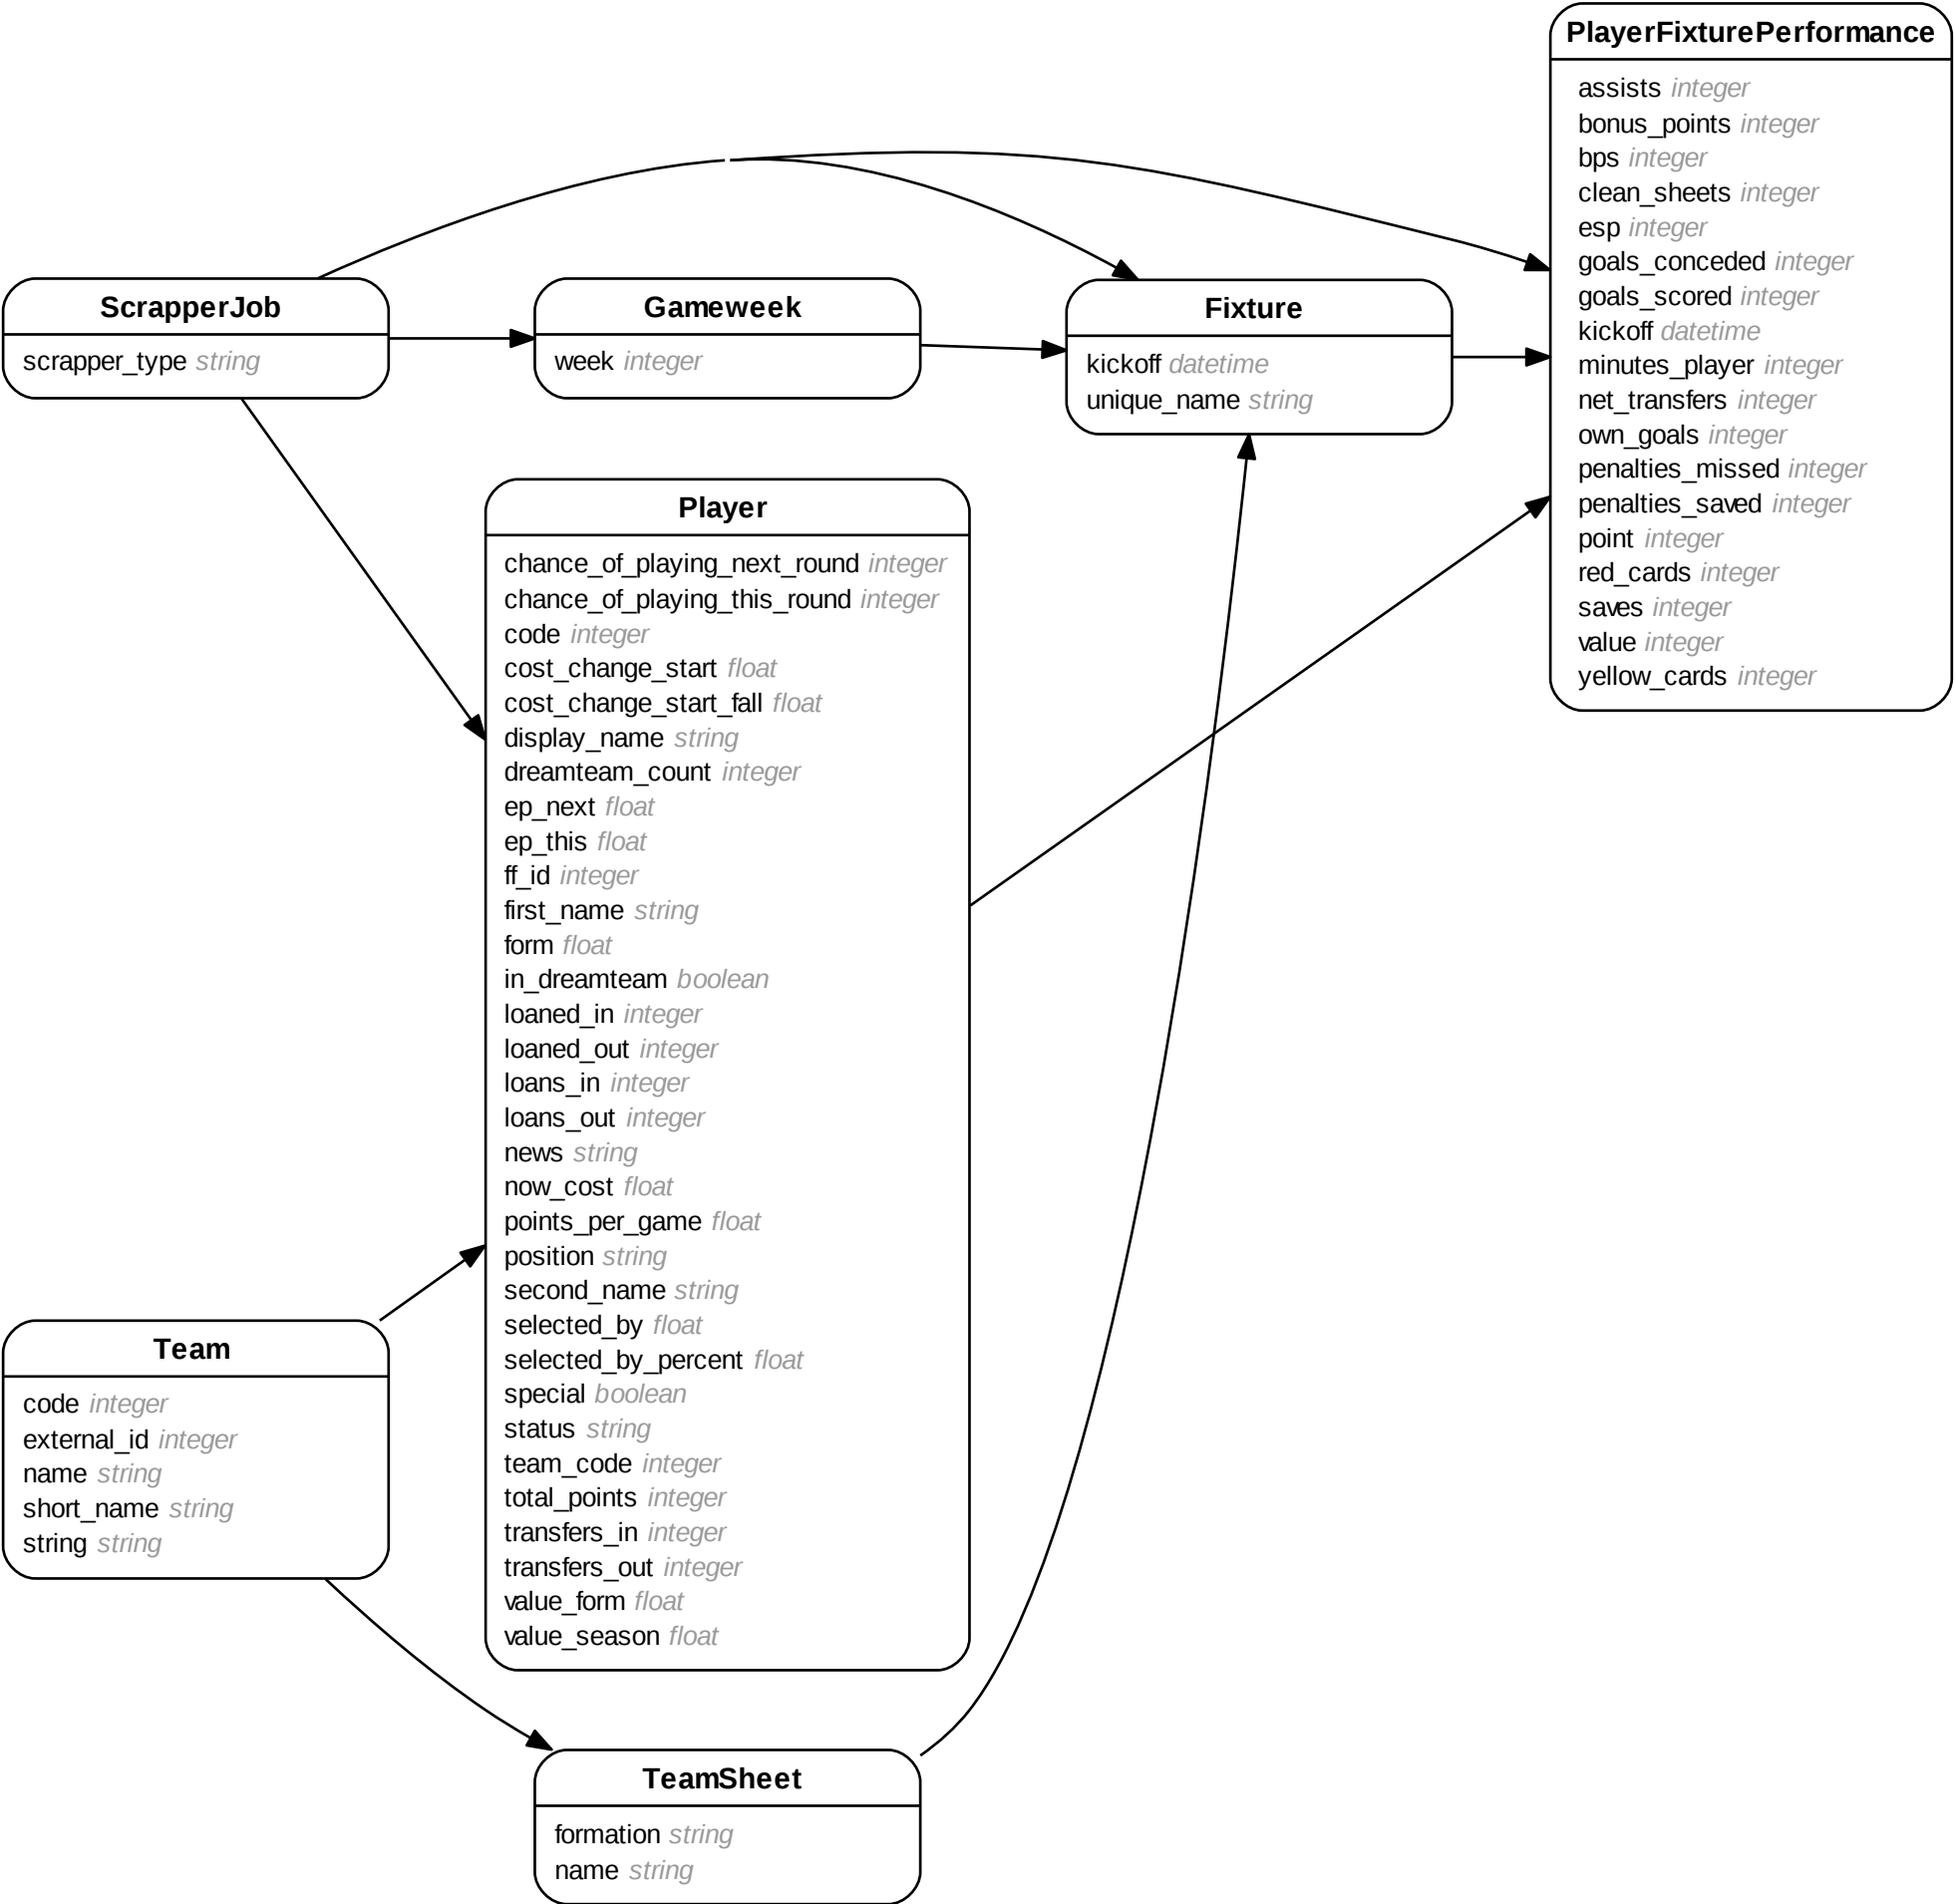 PlayerFixturePerformance
assists integer
bonus_points integer
bps integer
clean_sheets integer
esp integer
goals_conceded integer
goals_scored integer
kickoff datetime
minutes_player integer
net_transfers integer
own_goals integer
penalties_missed integer
penalties_saved integer
point integer
red_cards integer
saves integer
value integer
yellow_cards integer
ScrapperJob
scrapper_type string
Gameweek
week integer
Fixture
kickoff datetime
unique_name string
Player
chance_of_playing_next_round integer
chance_of_playing_this_round integer
code integer
cost_change_start float
cost_change_start_fall float
display_name string
dreamteam_count integer
ep_next float
ep_this float
ff_id integer
first_name string
form float
in_dreamteam boolean
loaned_in integer
loaned_out integer
loans_in integer
loans_out integer
news string
now_cost float
points_per_game float
position string
second_name string
selected_by float
selected_by_percent float
special boolean
status string
team_code integer
total_points integer
transfers_in integer
transfers_out integer
value_form float
value_season float
Team
code integer
external_id integer
name string
short_name string
string string
TeamSheet
formation string
name string